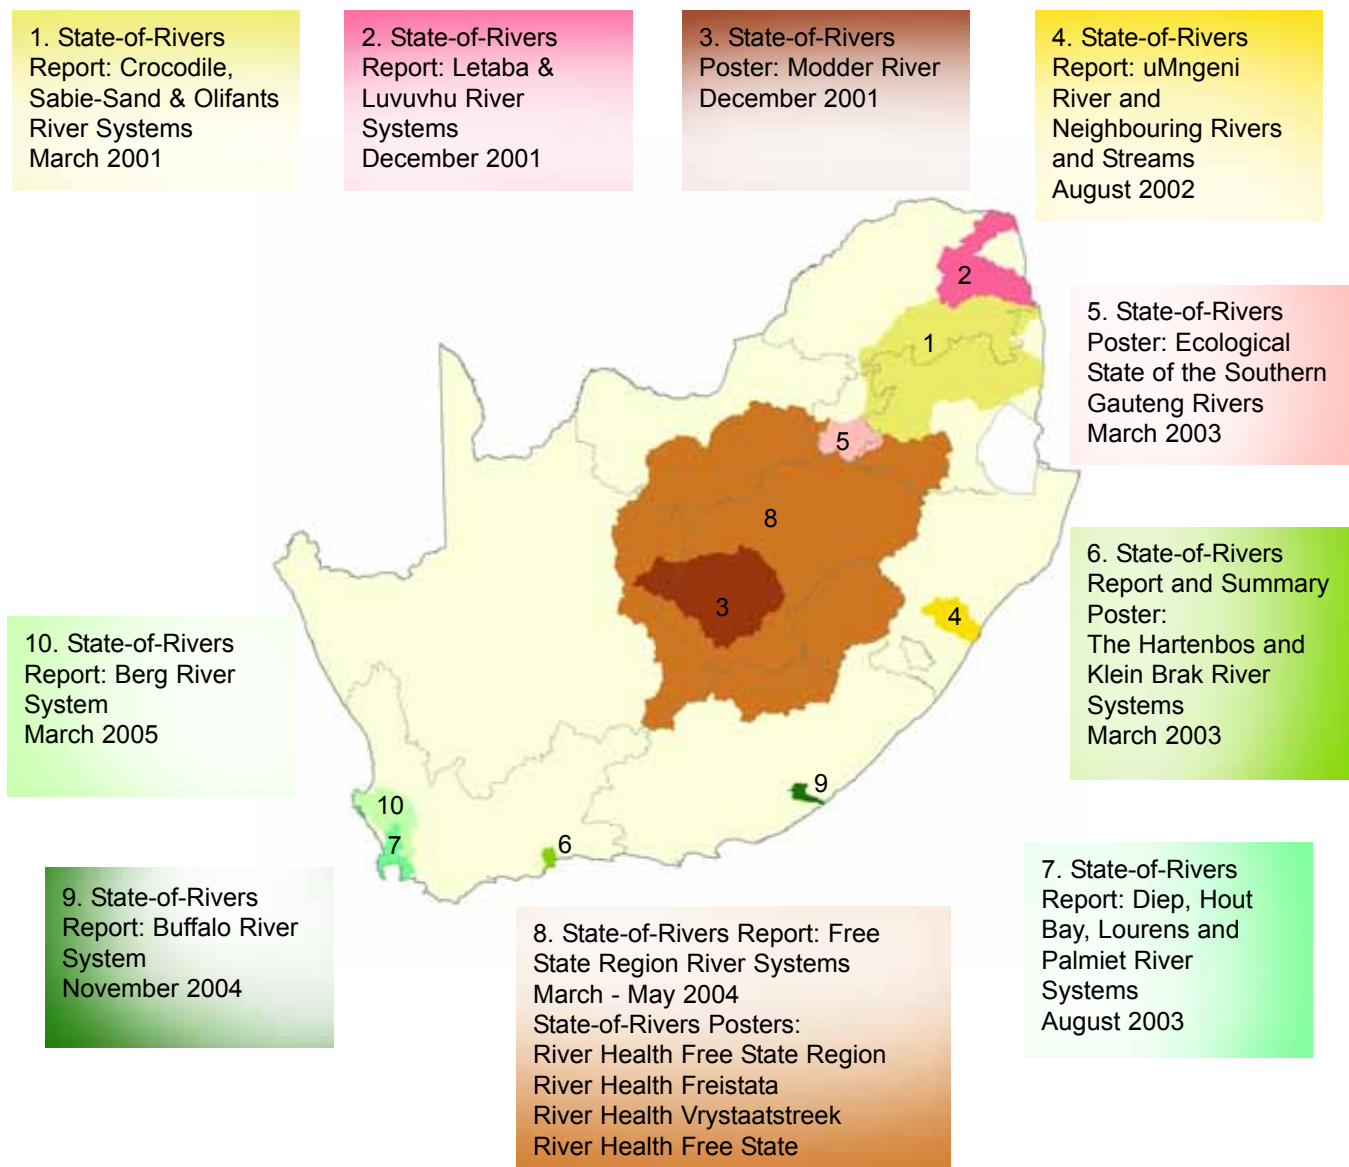 1. State-of-Rivers
Report: Crocodile,
Sabie-Sand & Olifants
River Systems
March 2001
2. State-of-Rivers
Report: Letaba &
Luvuvhu River
Systems
December 2001
3. State-of-Rivers
Poster: Modder River
December 2001
4. State-of-Rivers
Report: uMngeni
River and
Neighbouring Rivers
and Streams
August 2002
5. State-of-Rivers
Poster: Ecological
State of the Southern
Gauteng Rivers
March 2003
6. State-of-Rivers
Report and Summary
Poster:
The Hartenbos and
Klein Brak River
Systems
March 2003
7. State-of-Rivers
Report: Diep, Hout
Bay, Lourens and
Palmiet River
Systems
August 2003
8. State-of-Rivers Report: Free
State Region River Systems
March - May 2004
State-of-Rivers Posters:
River Health Free State Region
River Health Freistata
River Health Vrystaatstreek
River Health Free State
9. State-of-Rivers
Report: Buffalo River
System
November 2004
10. State-of-Rivers
Report: Berg River
System
March 2005
2
1
5
8
3
4
9
10
7
6